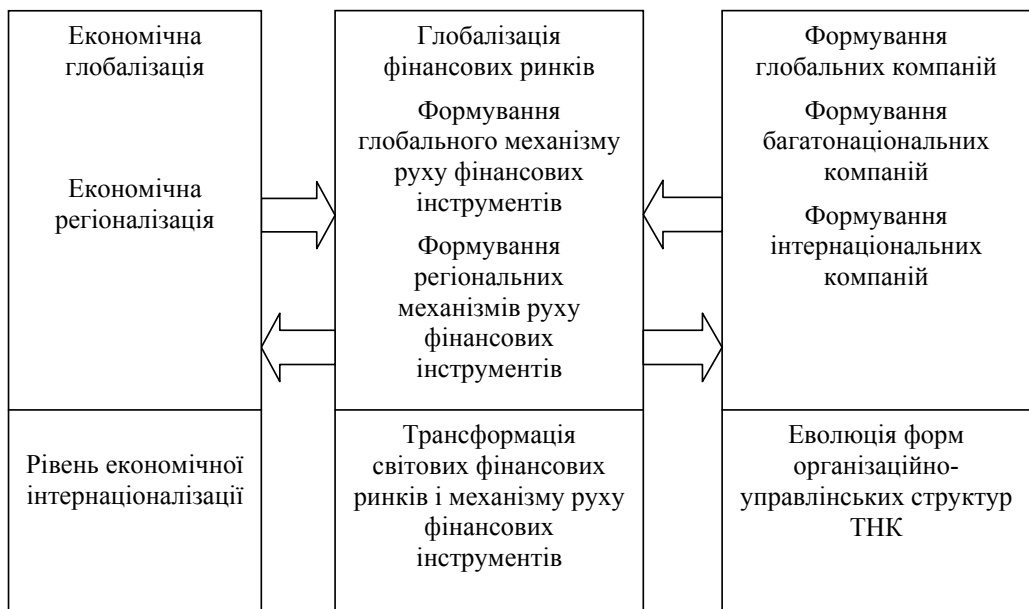 Економічна
глобалізація
Економічна
регіоналізація
Рівень економічної
інтернаціоналізації
Глобалізація
фінансових ринків
Формування
глобального механізму
руху фінансових
інструментів
Формування
регіональних
механізмів руху
фінансових
інструментів
Трансформація
світових фінансових
ринків і механізму руху
фінансових
інструментів
Формування
глобальних компаній
Формування
багатонаціональних
компаній
Формування
інтернаціональних
компаній
Еволюція форм
організаційно-
управлінських структур
ТНК